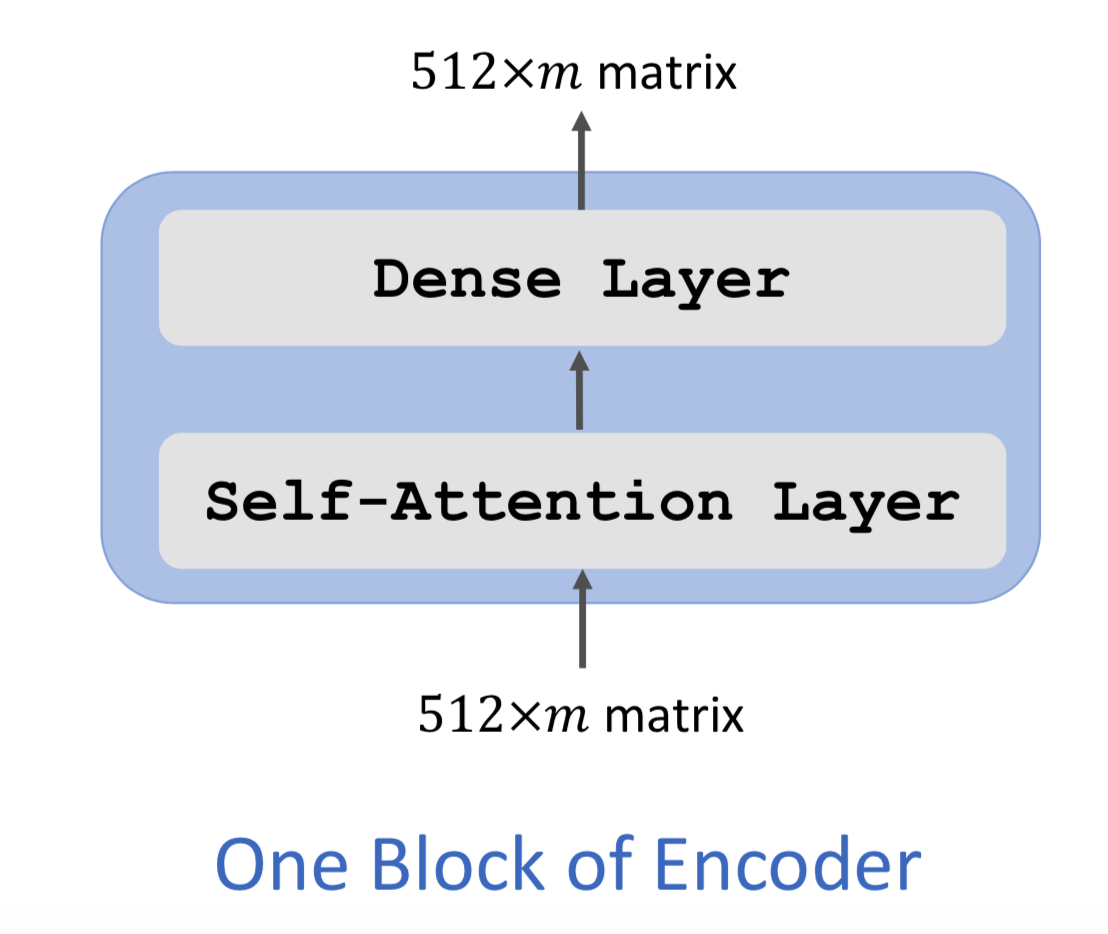 512×m matrix
Dense Layer
Self-Attention Layer
512×m matrix
One Block of Encoder